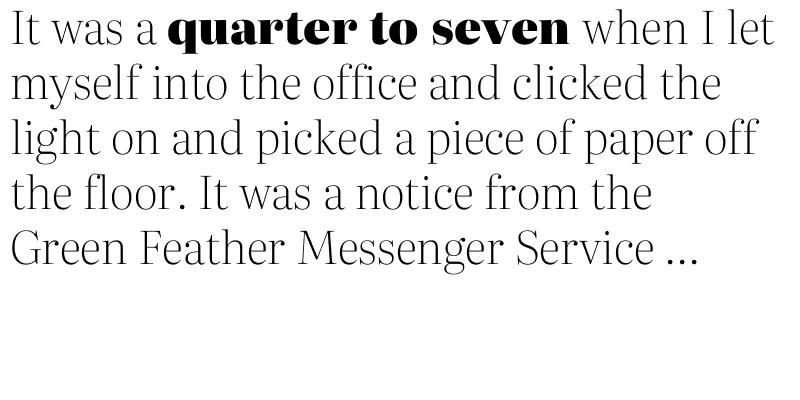 It was a quarter to seven when I let
myself into the office and clicked the
light on and picked a piece of paper off
the floor. It was a notice from the
Green Feather Messenger Service ...